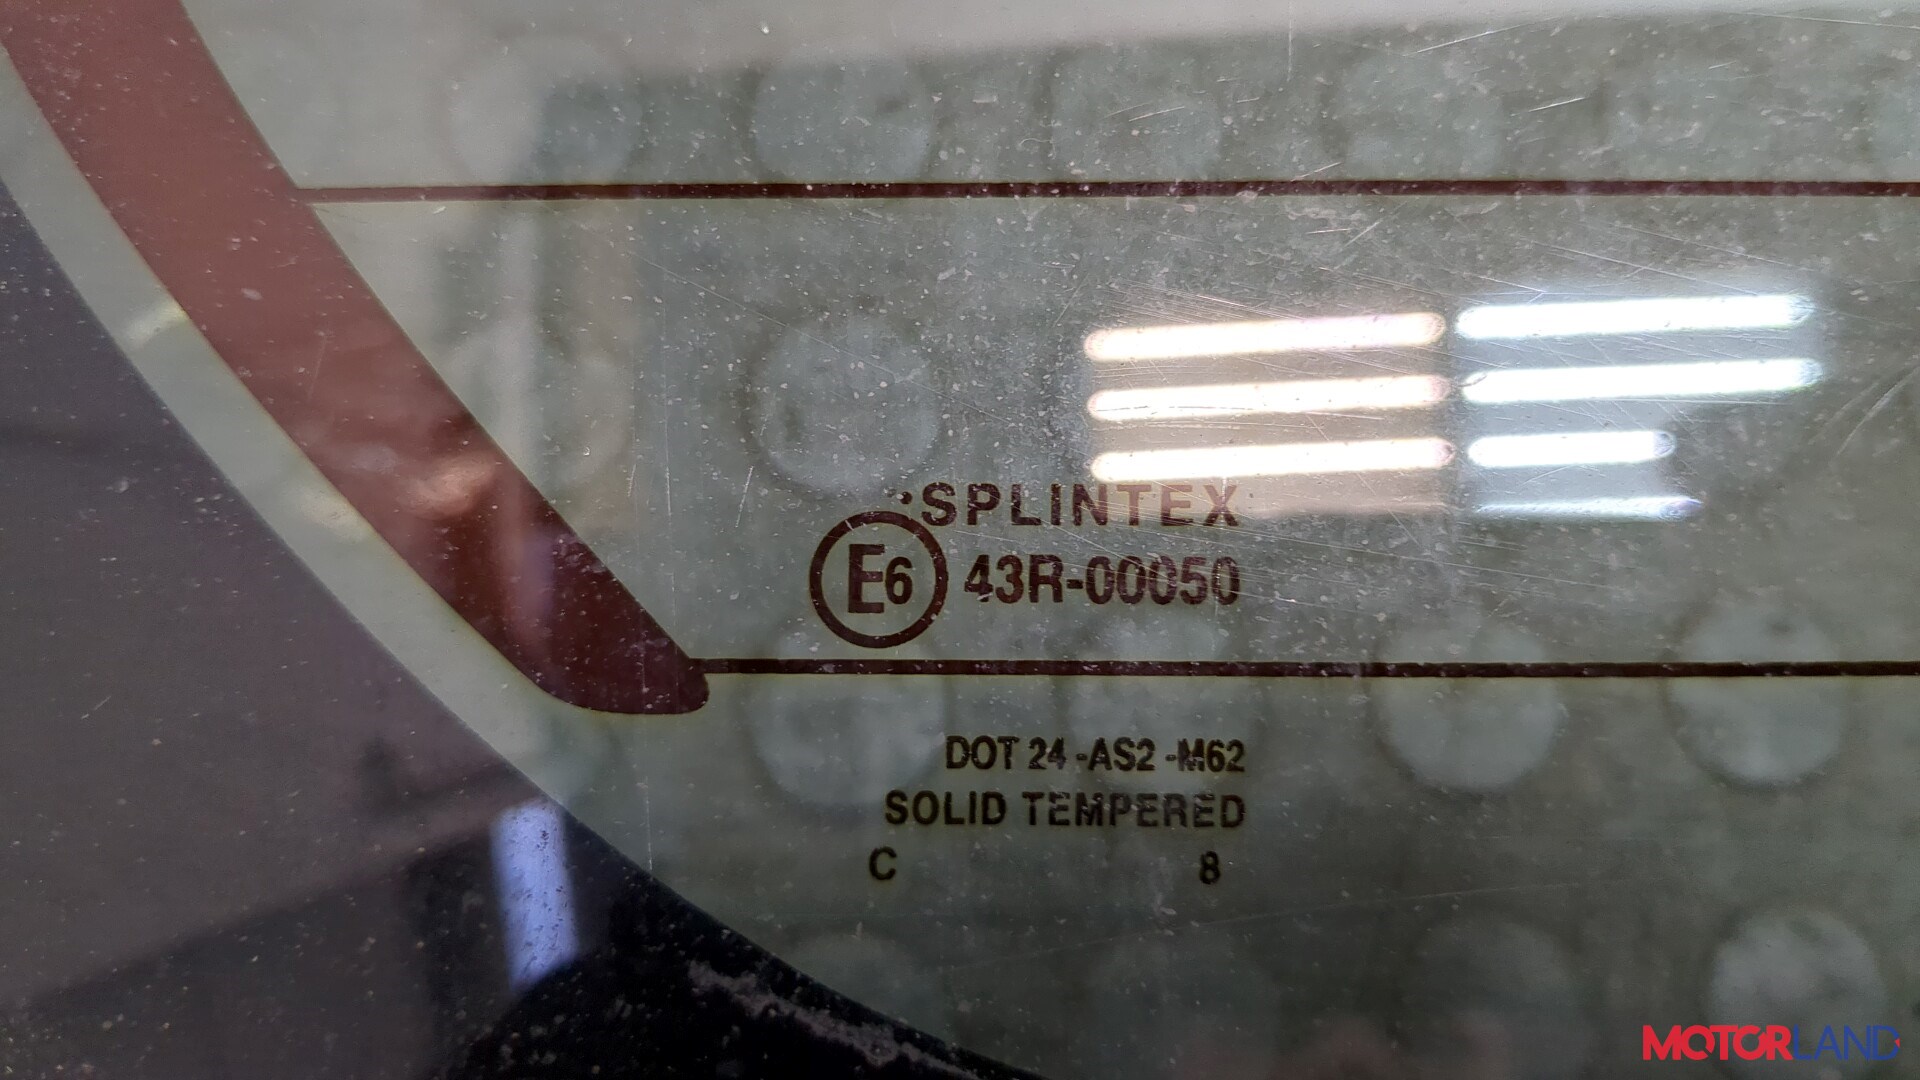 SPLINTEX
E6 43R-00050
DOT 24 -AS2 -M62
SOLID TEMPERED
C 8
MOTORLAND